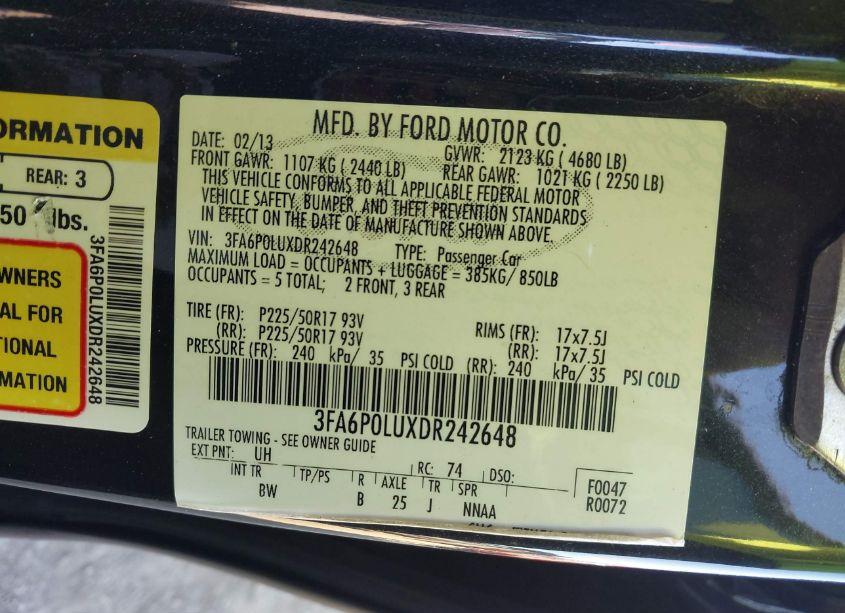 ORMATION
REAR: 3
50 lbs.
WNERS
AL FOR
TIONAL
RMATION
3FA6P0LUXDR242648
MFD. BY FORD MOTOR CO.
DATE: 02/13 GVWR: 2123 KG ( 4680 LB)
FRONT GAWR: 1107 KG ( 2440 LB) REAR GAWR: 1021 KG ( 2250 LB)
THIS VEHICLE CONFORMS TO ALL APPLICABLE FEDERAL MOTOR
VEHICLE SAFETY, BUMPER, AND THEFT PREVENTION STANDARDS
IN EFFECT ON THE DATE OF MANUFACTURE SHOWN ABOVE.
VIN: 3FA6P0LUXDR242648 TYPE: Passenger Car
MAXIMUM LOAD = OCCUPANTS + LUGGAGE = 385KG/ 850LB
OCCUPANTS = 5 TOTAL; 2 FRONT, 3 REAR
TIRE (FR): P225/50R17 93V RIMS (FR): 17x7.5J
(RR): P225/50R17 93V (RR): 17x7.5J
PRESSURE (FR): 240 kPa/ 35 PSI COLD (RR): 240 kPa/ 35 PSI COLD
3FA6P0LUXDR242648
TRAILER TOWING - SEE OWNER GUIDE
EXT PNT: UH RC: 74 DSO: F0047
INT TR TP/PS R AXLE TR SPR R0072
BW B 25 J NNAA